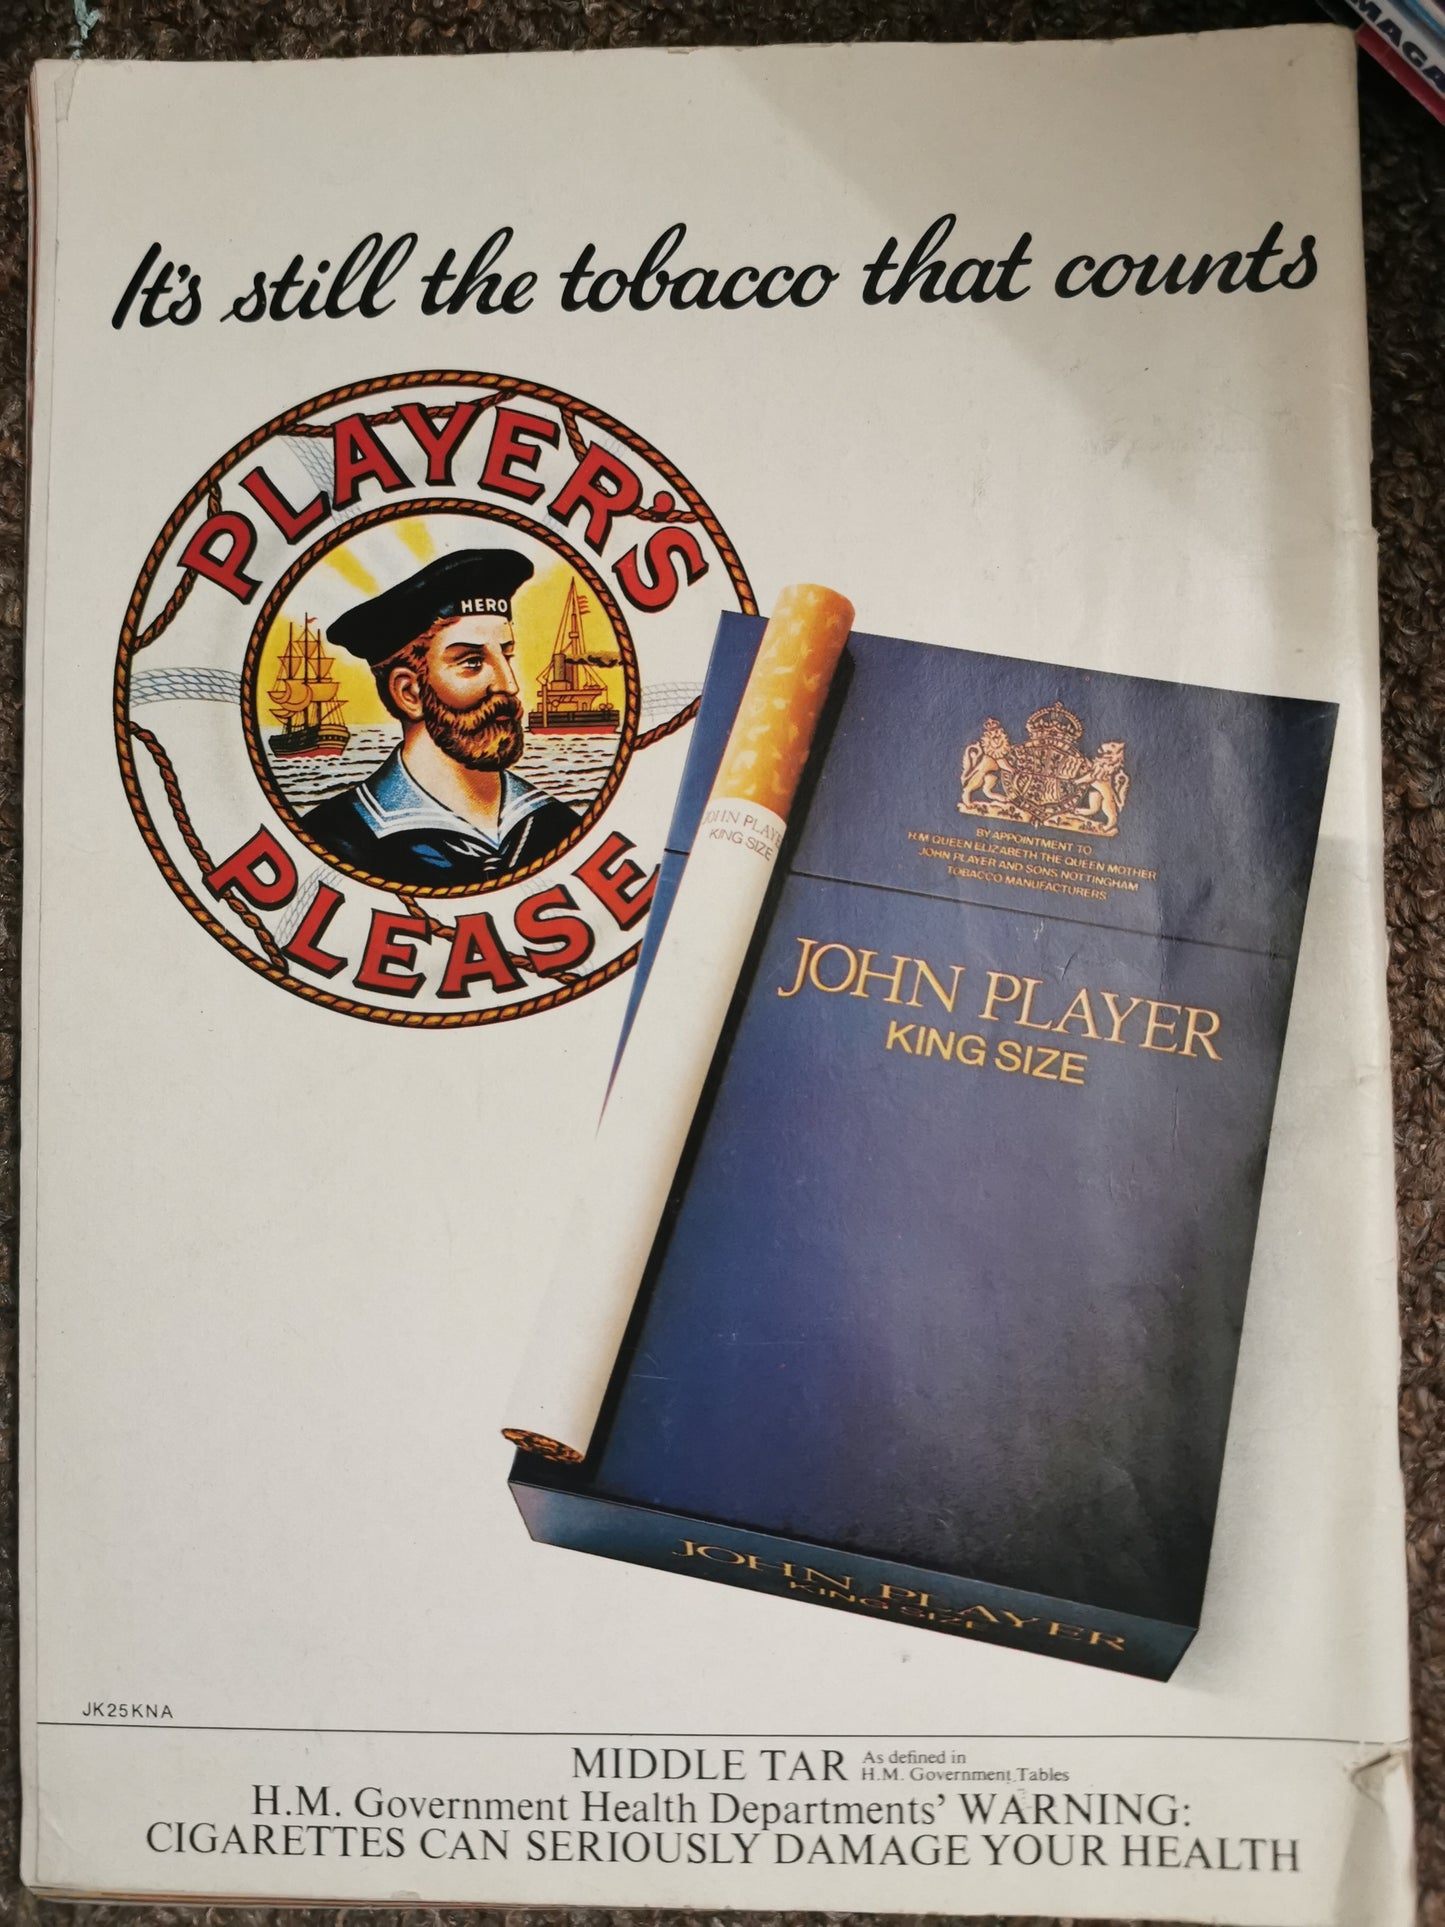 MAGA
It's still the tobacco that counts
PLAYER'S
HERO
PLEASE
JOHN PLAYE
KING SIZE
BY APPOINTMENT TO
H.M. QUEEN ELIZABETH THE QUEEN MOTHER
JOHN PLAYER AND SONS NOTTINGHAM
TOBACCO MANUFACTURERS
JOHN PLAYER
KING SIZE
JOHN PLAYER
KING SIZE
JK25KNA
MIDDLE TAR As defined in
H.M. Government Tables
H.M. Government Health Departments' WARNING:
CIGARETTES CAN SERIOUSLY DAMAGE YOUR HEALTH